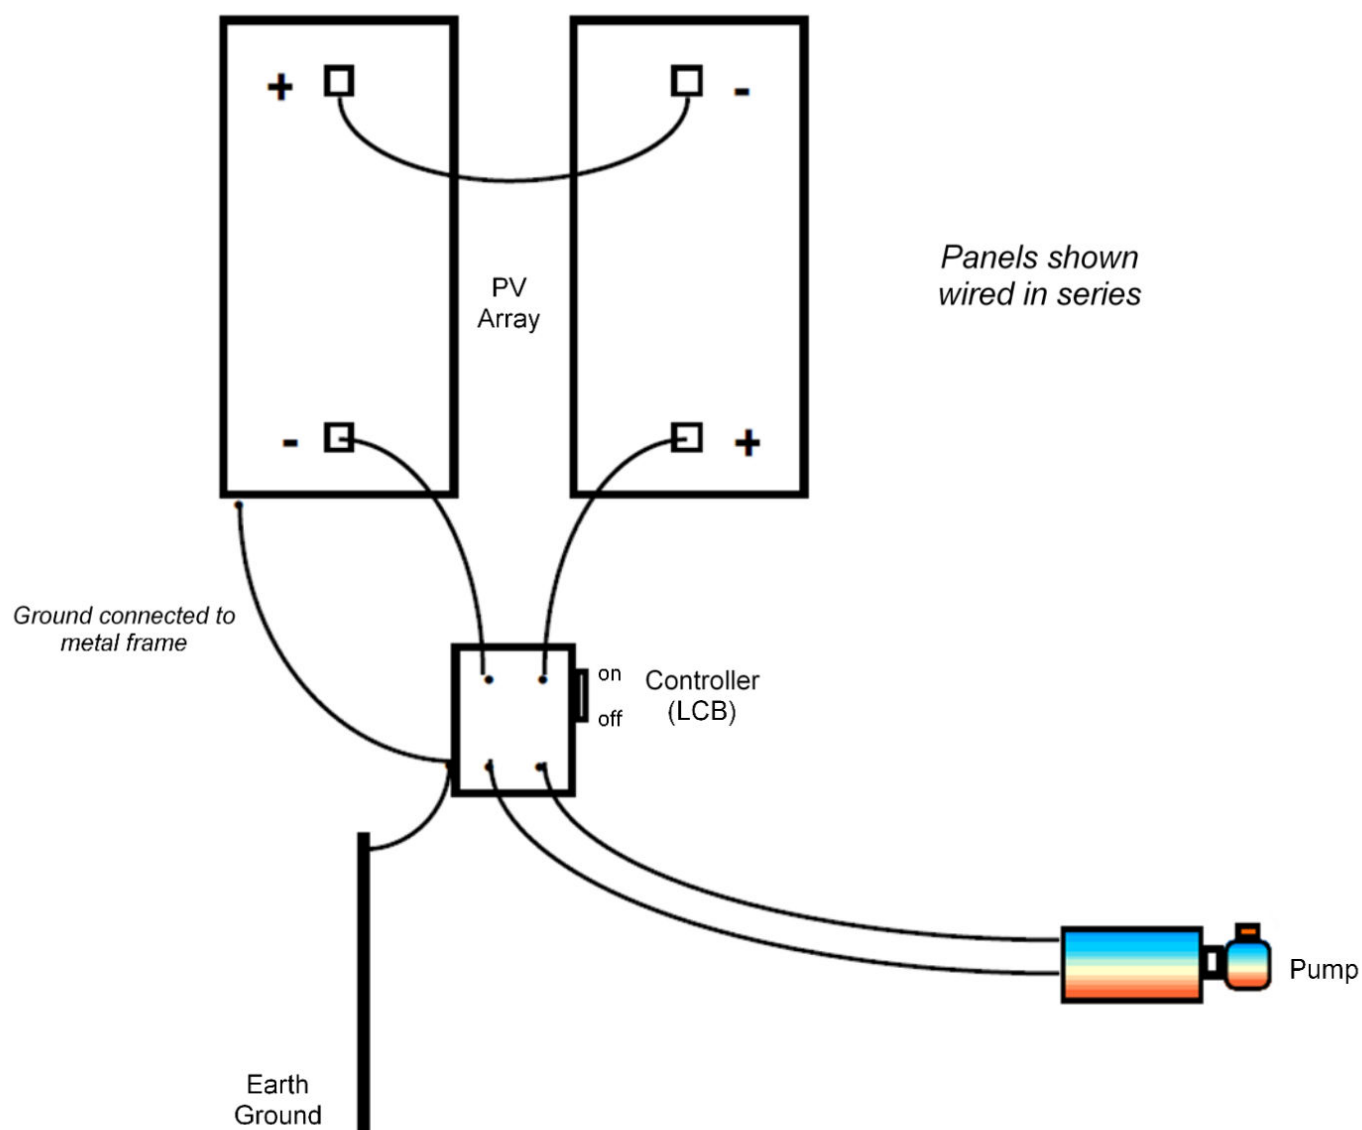 +
-
PV
Array
Panels shown
wired in series
-
+
Ground connected to
metal frame
on
off
Controller
(LCB)
Pump
Earth
Ground